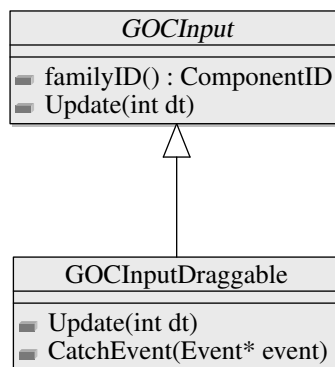 GOCInput
familyID() : ComponentID
Update(int dt)
GOCInputDraggable
Update(int dt)
CatchEvent(Event* event)